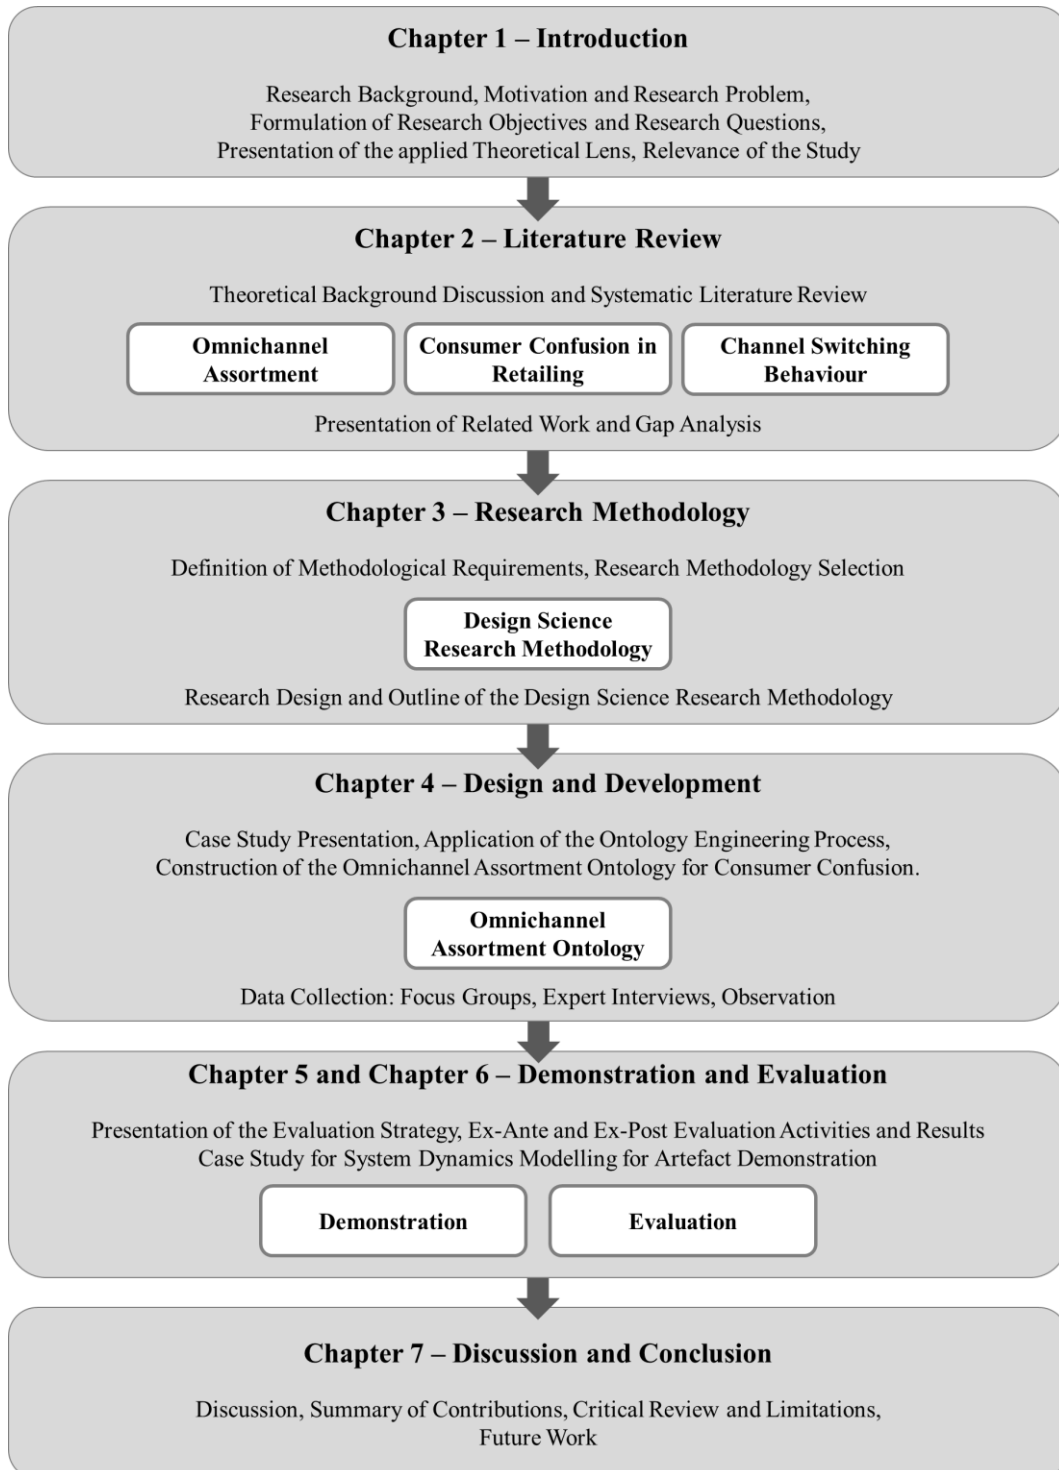 Chapter 1 – Introduction
Research Background, Motivation and Research Problem,
Formulation of Research Objectives and Research Questions,
Presentation of the applied Theoretical Lens, Relevance of the Study
Chapter 2 – Literature Review
Theoretical Background Discussion and Systematic Literature Review
Omnichannel
Assortment
Consumer Confusion in
Retailing
Channel Switching
Behaviour
Presentation of Related Work and Gap Analysis
Chapter 3 – Research Methodology
Definition of Methodological Requirements, Research Methodology Selection
Design Science
Research Methodology
Research Design and Outline of the Design Science Research Methodology
Chapter 4 – Design and Development
Case Study Presentation, Application of the Ontology Engineering Process,
Construction of the Omnichannel Assortment Ontology for Consumer Confusion.
Omnichannel
Assortment Ontology
Data Collection: Focus Groups, Expert Interviews, Observation
Chapter 5 and Chapter 6 – Demonstration and Evaluation
Presentation of the Evaluation Strategy, Ex-Ante and Ex-Post Evaluation Activities and Results
Case Study for System Dynamics Modelling for Artefact Demonstration
Demonstration
Evaluation
Chapter 7 – Discussion and Conclusion
Discussion, Summary of Contributions, Critical Review and Limitations,
Future Work